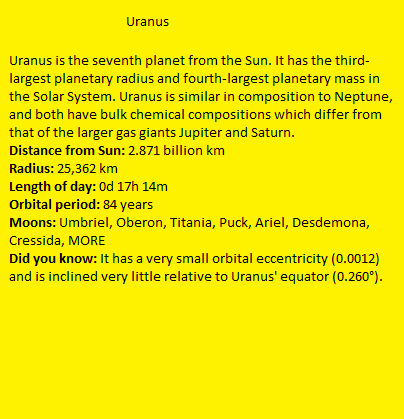 Uranus
Uranus is the seventh planet from the Sun. It has the third-
largest planetary radius and fourth-largest planetary mass in
the Solar System. Uranus is similar in composition to Neptune,
and both have bulk chemical compositions which differ from
that of the larger gas giants Jupiter and Saturn.
Distance from Sun: 2.871 billion km
Radius: 25,362 km
Length of day: 0d 17h 14m
Orbital period: 84 years
Moons: Umbriel, Oberon, Titania, Puck, Ariel, Desdemona,
Cressida, MORE
Did you know: It has a very small orbital eccentricity (0.0012)
and is inclined very little relative to Uranus' equator (0.260°).